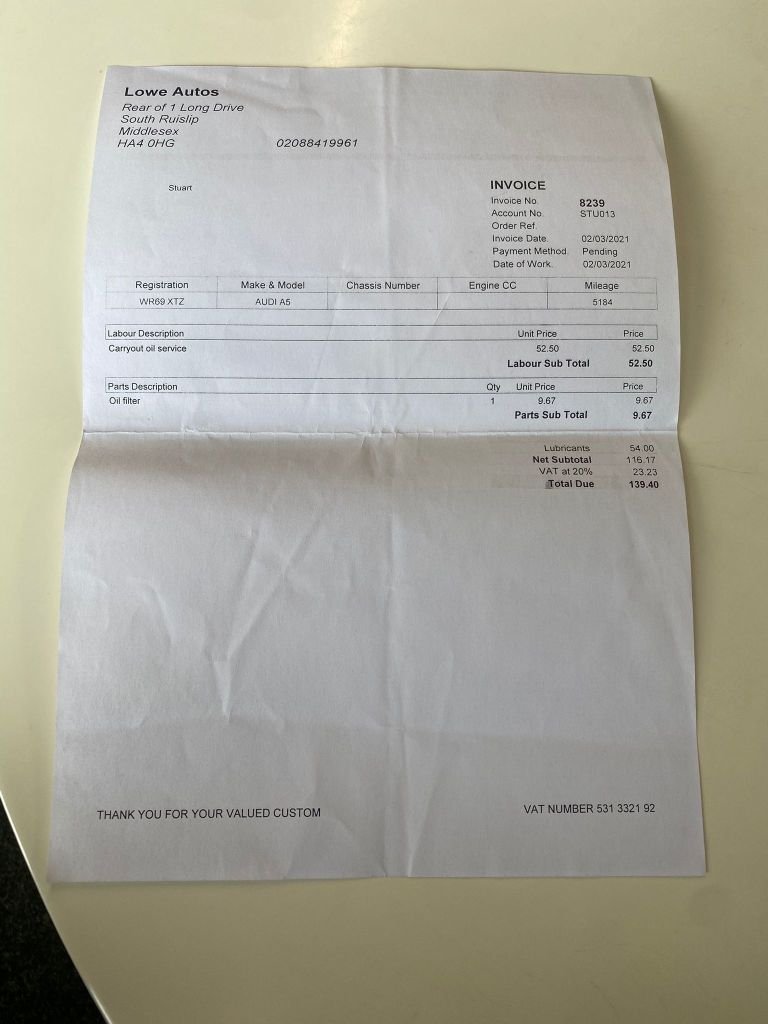 Lowe Autos
Rear of 1 Long Drive
South Ruislip
Middlesex
HA4 0HG 02088419961
Stuart
INVOICE
Invoice No. 8239
Account No. STU013
Order Ref.
Invoice Date. 02/03/2021
Payment Method. Pending
Date of Work. 02/03/2021
Registration Make & Model Chassis Number Engine CC Mileage
WR69 XTZ AUDI A5 5184
Labour Description Unit Price Price
Carryout oil service 52.50 52.50
Labour Sub Total 52.50
Parts Description Qty Unit Price Price
Oil filter 1 9.67 9.67
Parts Sub Total 9.67
Lubricants 54.00
Net Subtotal 116.17
VAT at 20% 23.23
Total Due 139.40
THANK YOU FOR YOUR VALUED CUSTOM VAT NUMBER 531 3321 92